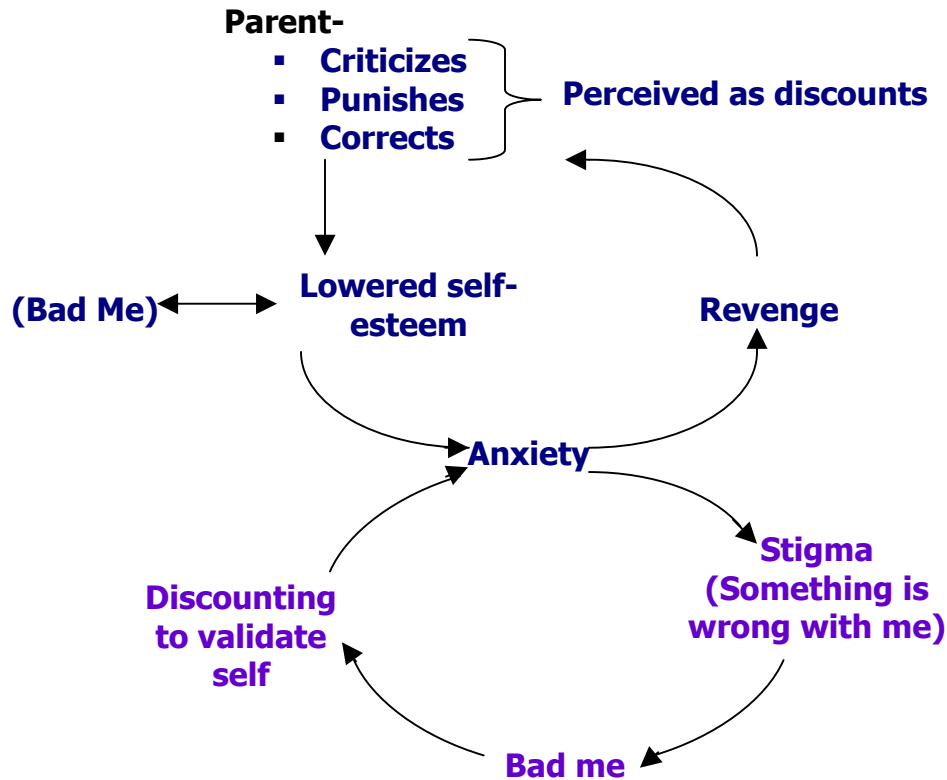 Parent-
▪ Criticizes
▪ Punishes
▪ Corrects
Perceived as discounts
(Bad Me)
Lowered self-
esteem
Revenge
Anxiety
Stigma
(Something is
wrong with me)
Discounting
to validate
self
Bad me